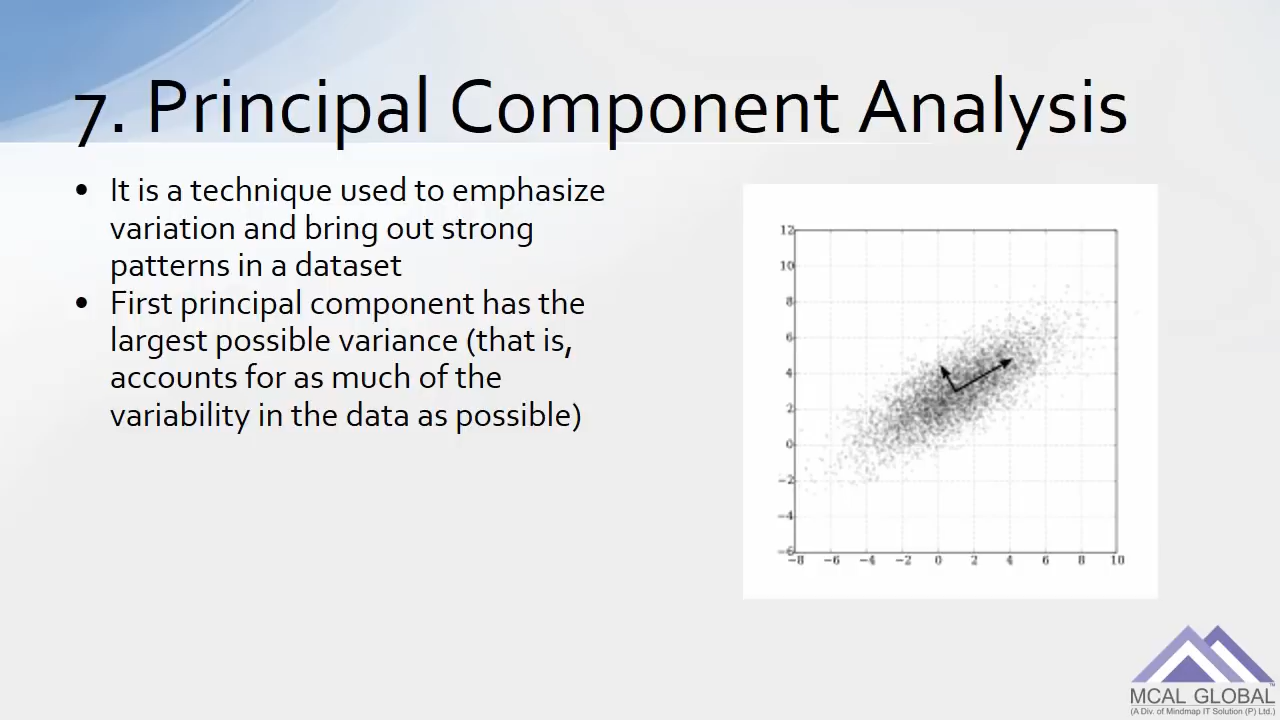 7. Principal Component Analysis
• It is a technique used to emphasize
variation and bring out strong
patterns in a dataset
• First principal component has the
largest possible variance (that is,
accounts for as much of the
variability in the data as possible)
12
10
8
6
4
2
0
−2
−4
−6
−8 −6 −4 −2 0 2 4 6 8 10
MCAL GLOBAL
(A Div. of Mindmap IT Solution (P) Ltd.)